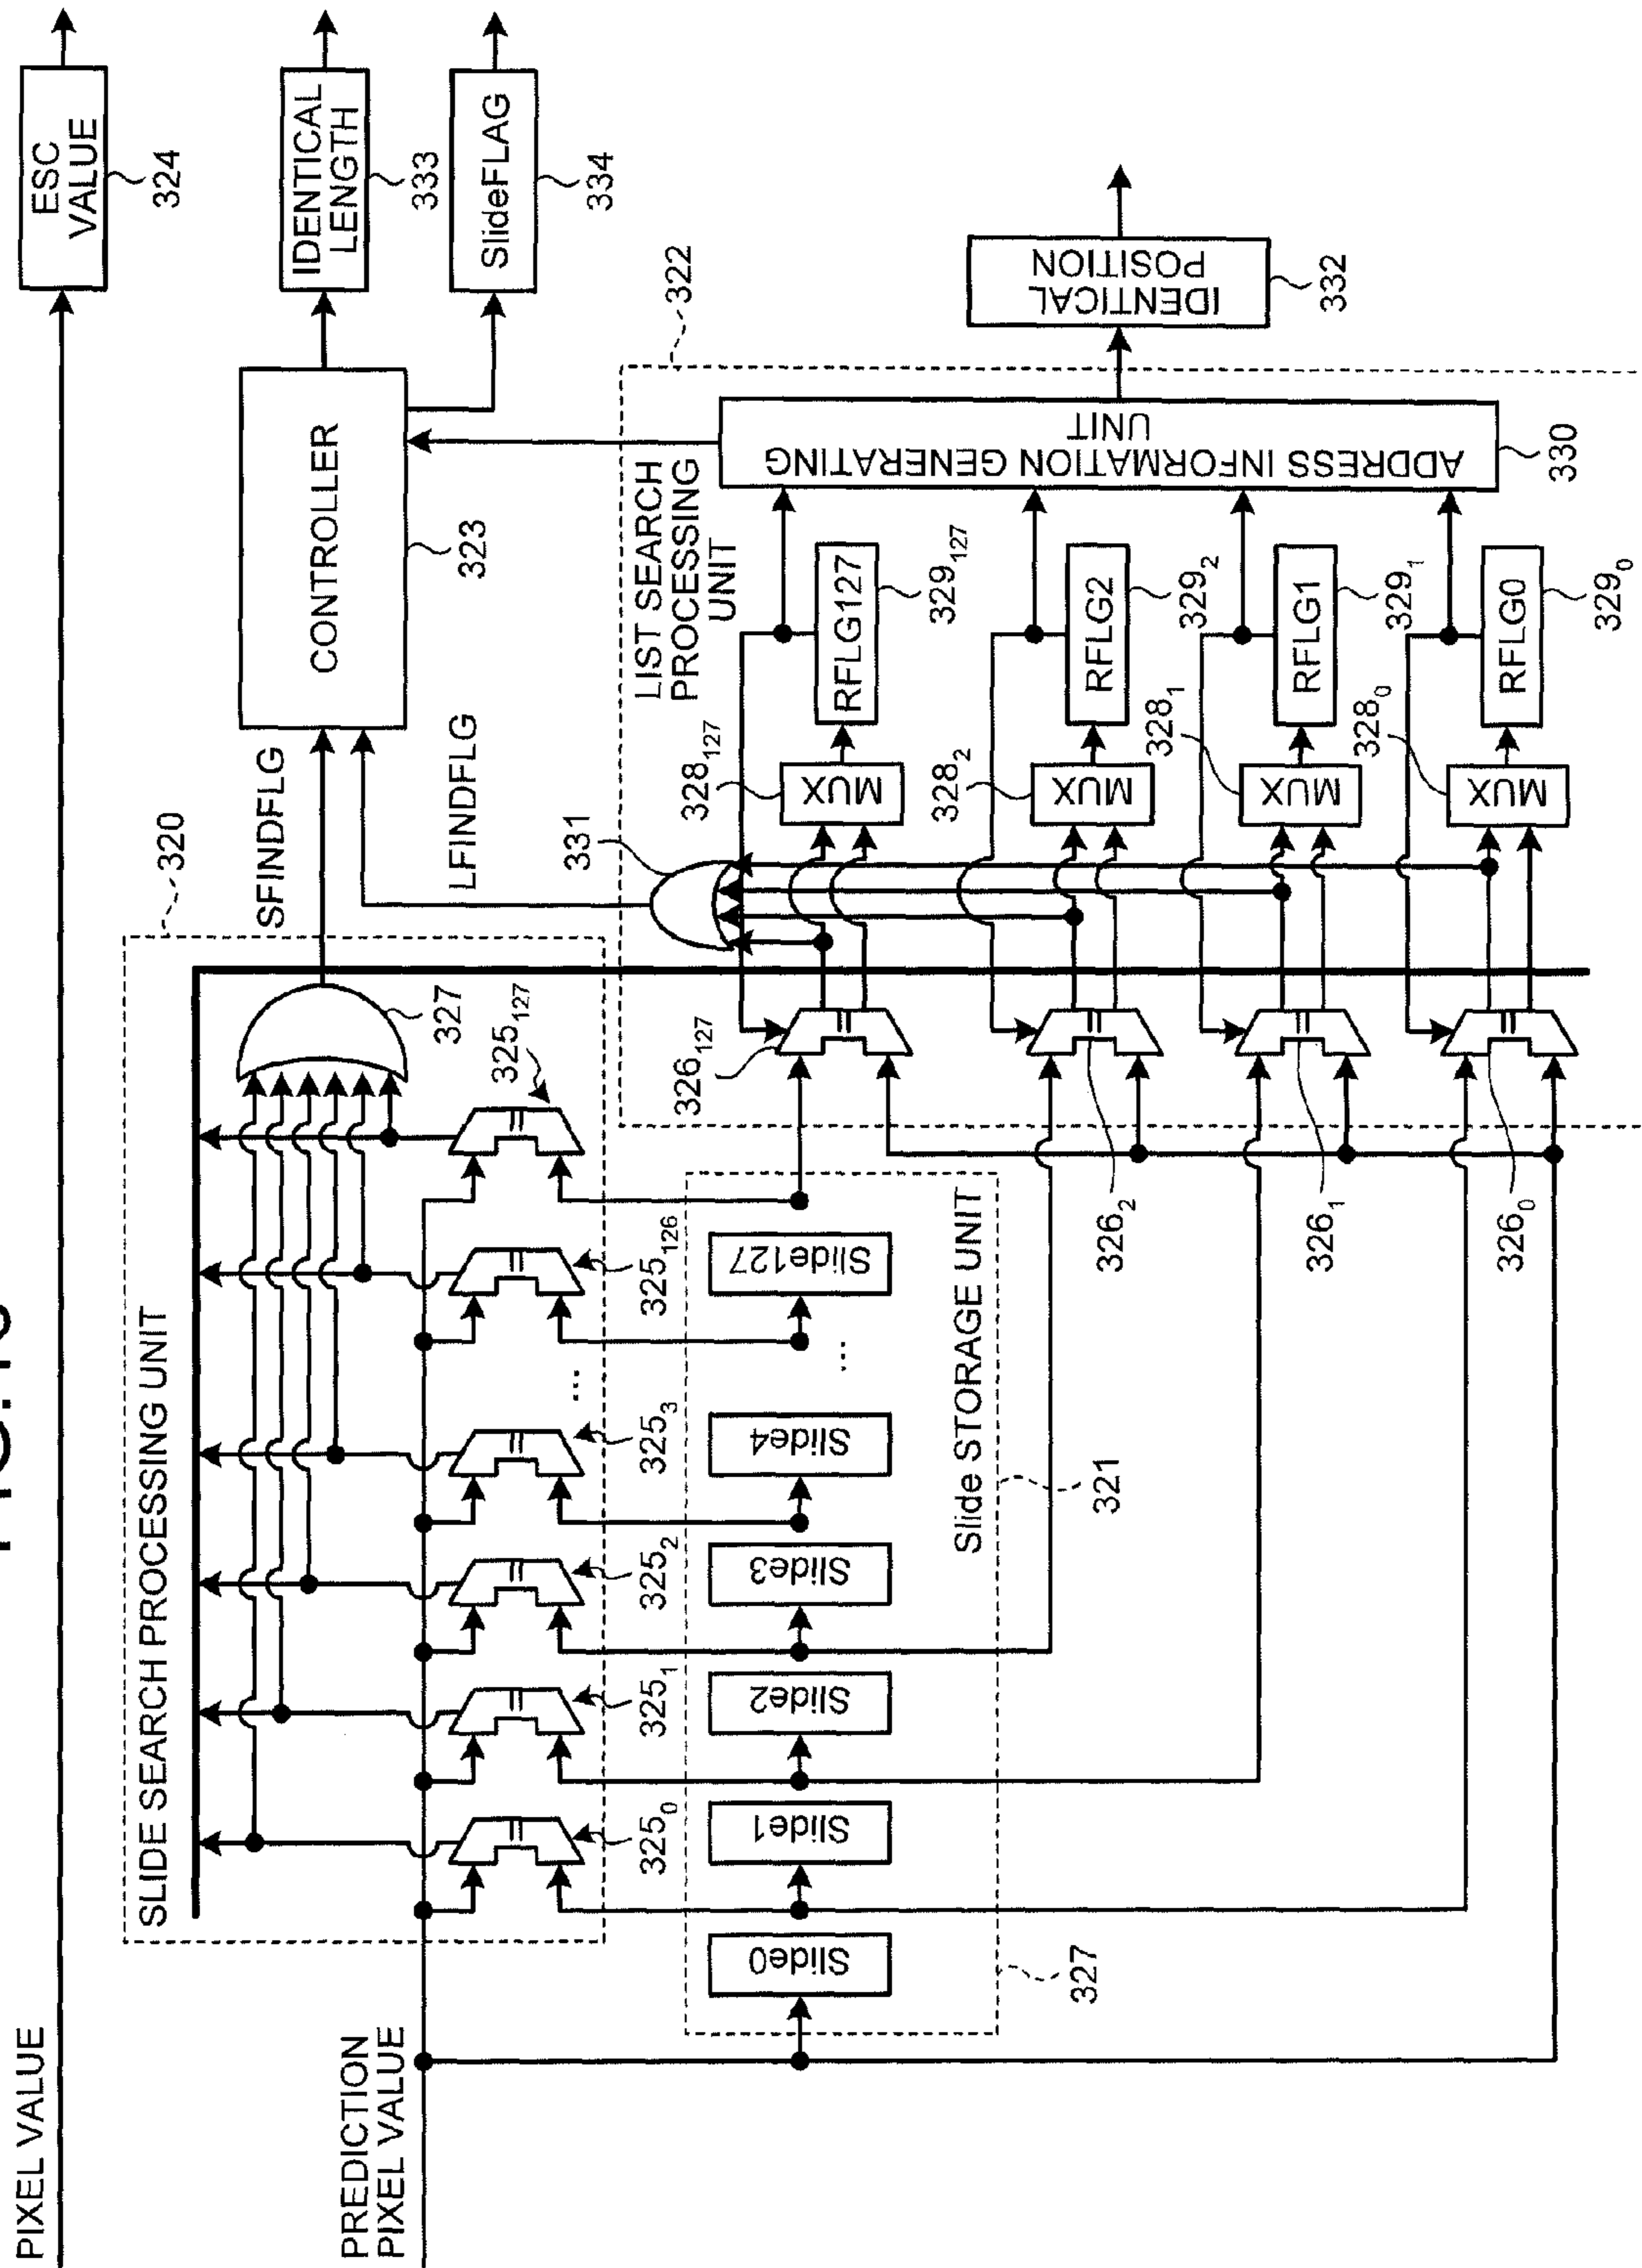 PIXEL VALUE
ESC
VALUE
324
PREDICTION
PIXEL VALUE
SLIDE SEARCH PROCESSING UNIT
320
327
325₀
325₁
325₂
325₃
...
325₁₂₆
325₁₂₇
SFINDFLG
LFINDFLG
CONTROLLER
323
IDENTICAL
LENGTH
333
SlideFLAG
334
Slide0
Slide1
Slide2
Slide3
Slide4
...
Slide127
Slide STORAGE UNIT
321
327
LIST SEARCH
PROCESSING
UNIT
322
331
326₁₂₇
326₂
326₁
326₀
MUX
328₁₂₇
MUX
328₂
MUX
328₁
MUX
328₀
RFLG127
329₁₂₇
RFLG2
329₂
RFLG1
329₁
RFLG0
329₀
ADDRESS INFORMATION GENERATING
UNIT
330
IDENTICAL
POSITION
332